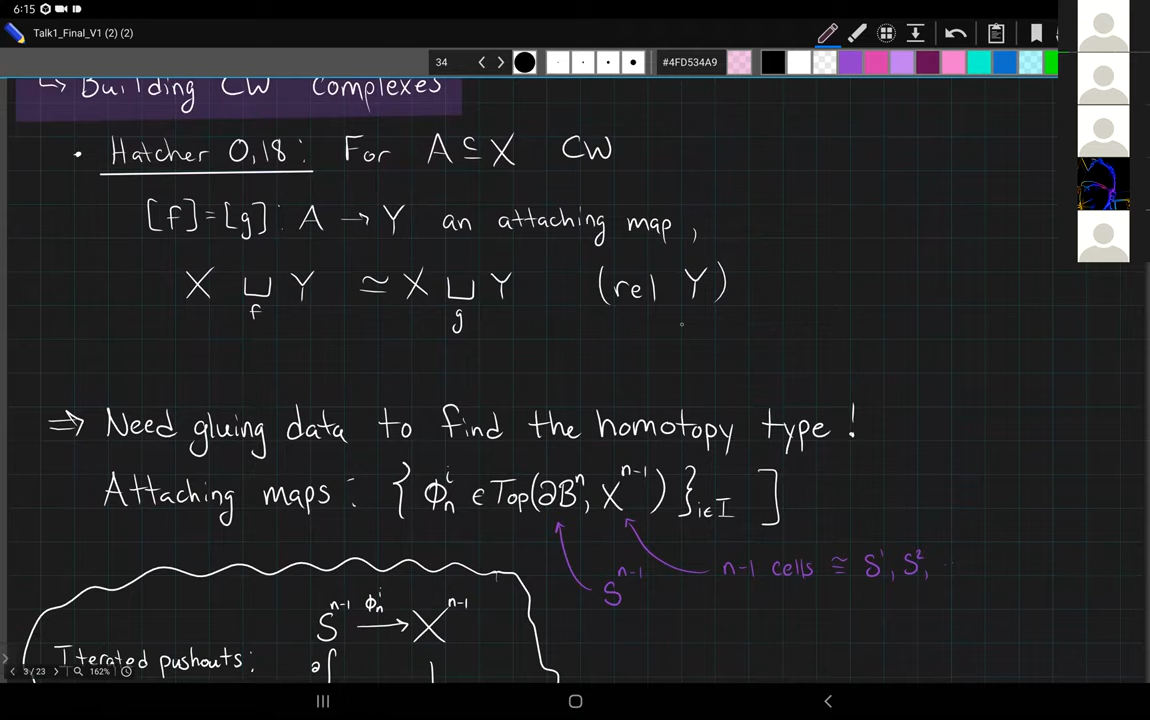 6:15
Talk1_Final_V1 (2) (2)
34
#4FD534A9
↳ Building CW complexes
• Hatcher 0.18: For A ⊆ X CW
[f]=[g]: A → Y an attaching map,
X ⊔_f Y ≃ X ⊔_g Y (rel Y)
⇒ Need gluing data to find the homotopy type!
Attaching maps: { ϕ_n^i ∈ Top(∂B^n, X^{n-1}) }_{i∈I} ]
S^{n-1} n-1 cells ≅ S^1, S^2,
S^{n-1} ϕ_n^i → X^{n-1}
Iterated pushouts:
∂
3/23
162%